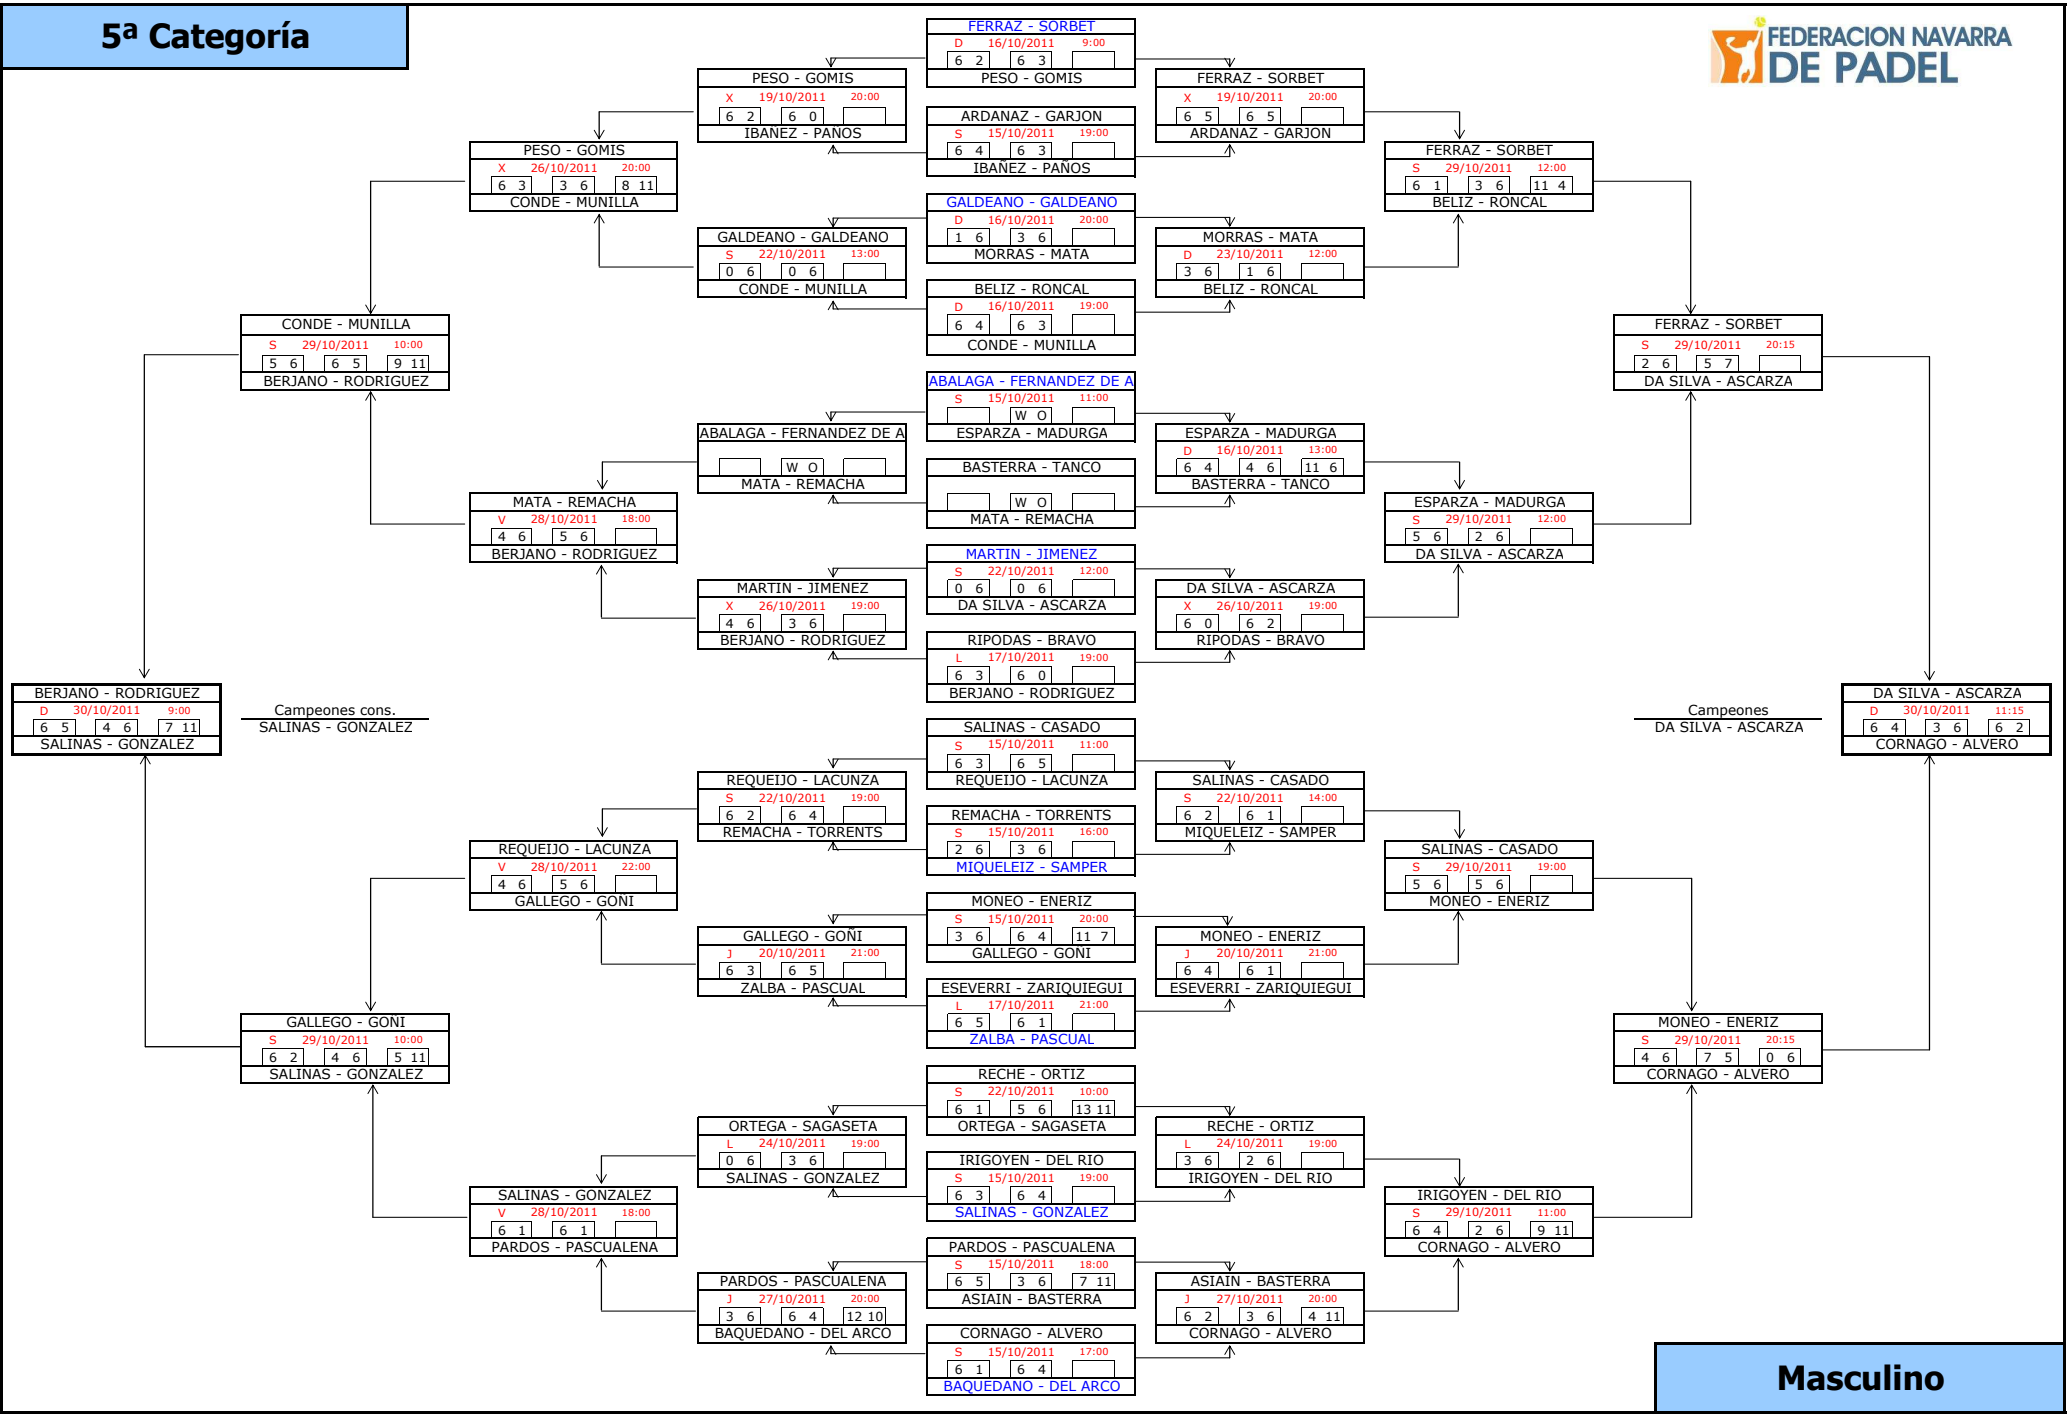 5ª Categoría
FEDERACION NAVARRA
DE PADEL
FERRAZ - SORBET
D 16/10/2011 9:00
6 2 6 3
PESO - GOMIS
ARDANAZ - GARJON
S 15/10/2011 19:00
6 4 6 3
IBAÑEZ - PAÑOS
GALDEANO - GALDEANO
D 16/10/2011 20:00
1 6 3 6
MORRAS - MATA
BELIZ - RONCAL
D 16/10/2011 19:00
6 4 6 3
CONDE - MUNILLA
ABALAGA - FERNANDEZ DE A
S 15/10/2011 11:00
W O
ESPARZA - MADURGA
BASTERRA - TANCO
W O
MATA - REMACHA
MARTIN - JIMENEZ
S 22/10/2011 12:00
0 6 0 6
DA SILVA - ASCARZA
RIPODAS - BRAVO
L 17/10/2011 19:00
6 3 6 0
BERJANO - RODRIGUEZ
SALINAS - CASADO
S 15/10/2011 11:00
6 3 6 5
REQUEIJO - LACUNZA
REMACHA - TORRENTS
S 15/10/2011 16:00
2 6 3 6
MIQUELEIZ - SAMPER
MONEO - ENERIZ
S 15/10/2011 20:00
3 6 6 4 11 7
GALLEGO - GOÑI
ESEVERRI - ZARIQUIEGUI
L 17/10/2011 21:00
6 5 6 1
ZALBA - PASCUAL
RECHE - ORTIZ
S 22/10/2011 10:00
6 1 5 6 13 11
ORTEGA - SAGASETA
IRIGOYEN - DEL RIO
S 15/10/2011 19:00
6 3 6 4
SALINAS - GONZALEZ
PARDOS - PASCUALENA
S 15/10/2011 18:00
6 5 3 6 7 11
ASIAIN - BASTERRA
CORNAGO - ALVERO
S 15/10/2011 17:00
6 1 6 4
BAQUEDANO - DEL ARCO
PESO - GOMIS
X 19/10/2011 20:00
6 2 6 0
IBAÑEZ - PAÑOS
GALDEANO - GALDEANO
S 22/10/2011 13:00
0 6 0 6
CONDE - MUNILLA
ABALAGA - FERNANDEZ DE A
W O
MATA - REMACHA
MARTIN - JIMENEZ
X 26/10/2011 19:00
4 6 3 6
BERJANO - RODRIGUEZ
REQUEIJO - LACUNZA
S 22/10/2011 19:00
6 2 6 4
REMACHA - TORRENTS
GALLEGO - GOÑI
J 20/10/2011 21:00
6 3 6 5
ZALBA - PASCUAL
ORTEGA - SAGASETA
L 24/10/2011 19:00
0 6 3 6
SALINAS - GONZALEZ
PARDOS - PASCUALENA
J 27/10/2011 20:00
3 6 6 4 12 10
BAQUEDANO - DEL ARCO
PESO - GOMIS
X 26/10/2011 20:00
6 3 3 6 8 11
CONDE - MUNILLA
MATA - REMACHA
V 28/10/2011 18:00
4 6 5 6
BERJANO - RODRIGUEZ
REQUEIJO - LACUNZA
V 28/10/2011 22:00
4 6 5 6
GALLEGO - GOÑI
SALINAS - GONZALEZ
V 28/10/2011 18:00
6 1 6 1
PARDOS - PASCUALENA
CONDE - MUNILLA
S 29/10/2011 10:00
5 6 6 5 9 11
BERJANO - RODRIGUEZ
GALLEGO - GOÑI
S 29/10/2011 10:00
6 2 4 6 5 11
SALINAS - GONZALEZ
BERJANO - RODRIGUEZ
D 30/10/2011 9:00
6 5 4 6 7 11
SALINAS - GONZALEZ
Campeones cons.
SALINAS - GONZALEZ
FERRAZ - SORBET
X 19/10/2011 20:00
6 5 6 5
ARDANAZ - GARJON
MORRAS - MATA
D 23/10/2011 12:00
3 6 1 6
BELIZ - RONCAL
ESPARZA - MADURGA
D 16/10/2011 13:00
6 4 4 6 11 6
BASTERRA - TANCO
DA SILVA - ASCARZA
X 26/10/2011 19:00
6 0 6 2
RIPODAS - BRAVO
SALINAS - CASADO
S 22/10/2011 14:00
6 2 6 1
MIQUELEIZ - SAMPER
MONEO - ENERIZ
J 20/10/2011 21:00
6 4 6 1
ESEVERRI - ZARIQUIEGUI
RECHE - ORTIZ
L 24/10/2011 19:00
3 6 2 6
IRIGOYEN - DEL RIO
ASIAIN - BASTERRA
J 27/10/2011 20:00
6 2 3 6 4 11
CORNAGO - ALVERO
FERRAZ - SORBET
S 29/10/2011 12:00
6 1 3 6 11 4
BELIZ - RONCAL
ESPARZA - MADURGA
S 29/10/2011 12:00
5 6 2 6
DA SILVA - ASCARZA
SALINAS - CASADO
S 29/10/2011 19:00
5 6 5 6
MONEO - ENERIZ
IRIGOYEN - DEL RIO
S 29/10/2011 11:00
6 4 2 6 9 11
CORNAGO - ALVERO
FERRAZ - SORBET
S 29/10/2011 20:15
2 6 5 7
DA SILVA - ASCARZA
MONEO - ENERIZ
S 29/10/2011 20:15
4 6 7 5 0 6
CORNAGO - ALVERO
Campeones
DA SILVA - ASCARZA
DA SILVA - ASCARZA
D 30/10/2011 11:15
6 4 3 6 6 2
CORNAGO - ALVERO
Masculino